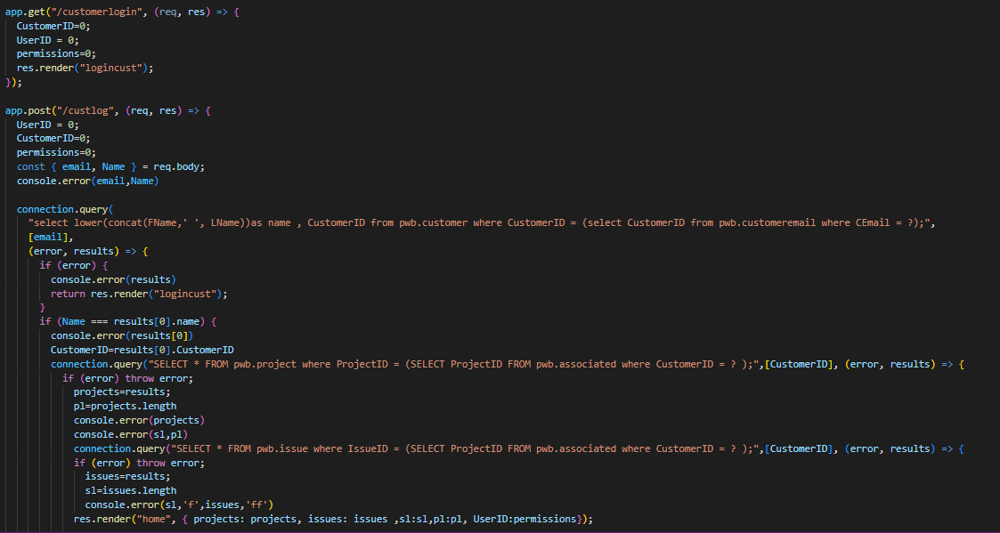 app.get("/customerlogin", (req, res) => {
CustomerID=0;
UserID = 0;
permissions=0;
res.render("logincust");
});
app.post("/custlog", (req, res) => {
UserID = 0;
CustomerID=0;
permissions=0;
const { email, Name } = req.body;
console.error(email,Name)
connection.query(
"select lower(concat(FName,' ', LName))as name , CustomerID from pwb.customer where CustomerID = (select CustomerID from pwb.customeremail where CEmail = ?);",
[email],
(error, results) => {
if (error) {
console.error(results)
return res.render("logincust");
}
if (Name === results[0].name) {
console.error(results[0])
CustomerID=results[0].CustomerID
connection.query("SELECT * FROM pwb.project where ProjectID = (SELECT ProjectID FROM pwb.associated where CustomerID = ? );",[CustomerID], (error, results) => {
if (error) throw error;
projects=results;
pl=projects.length
console.error(projects)
console.error(sl,pl)
connection.query("SELECT * FROM pwb.issue where IssueID = (SELECT ProjectID FROM pwb.associated where CustomerID = ? );",[CustomerID], (error, results) => {
if (error) throw error;
issues=results;
sl=issues.length
console.error(sl,'f',issues,'ff')
res.render("home", { projects: projects, issues: issues ,sl:sl,pl:pl, UserID:permissions});